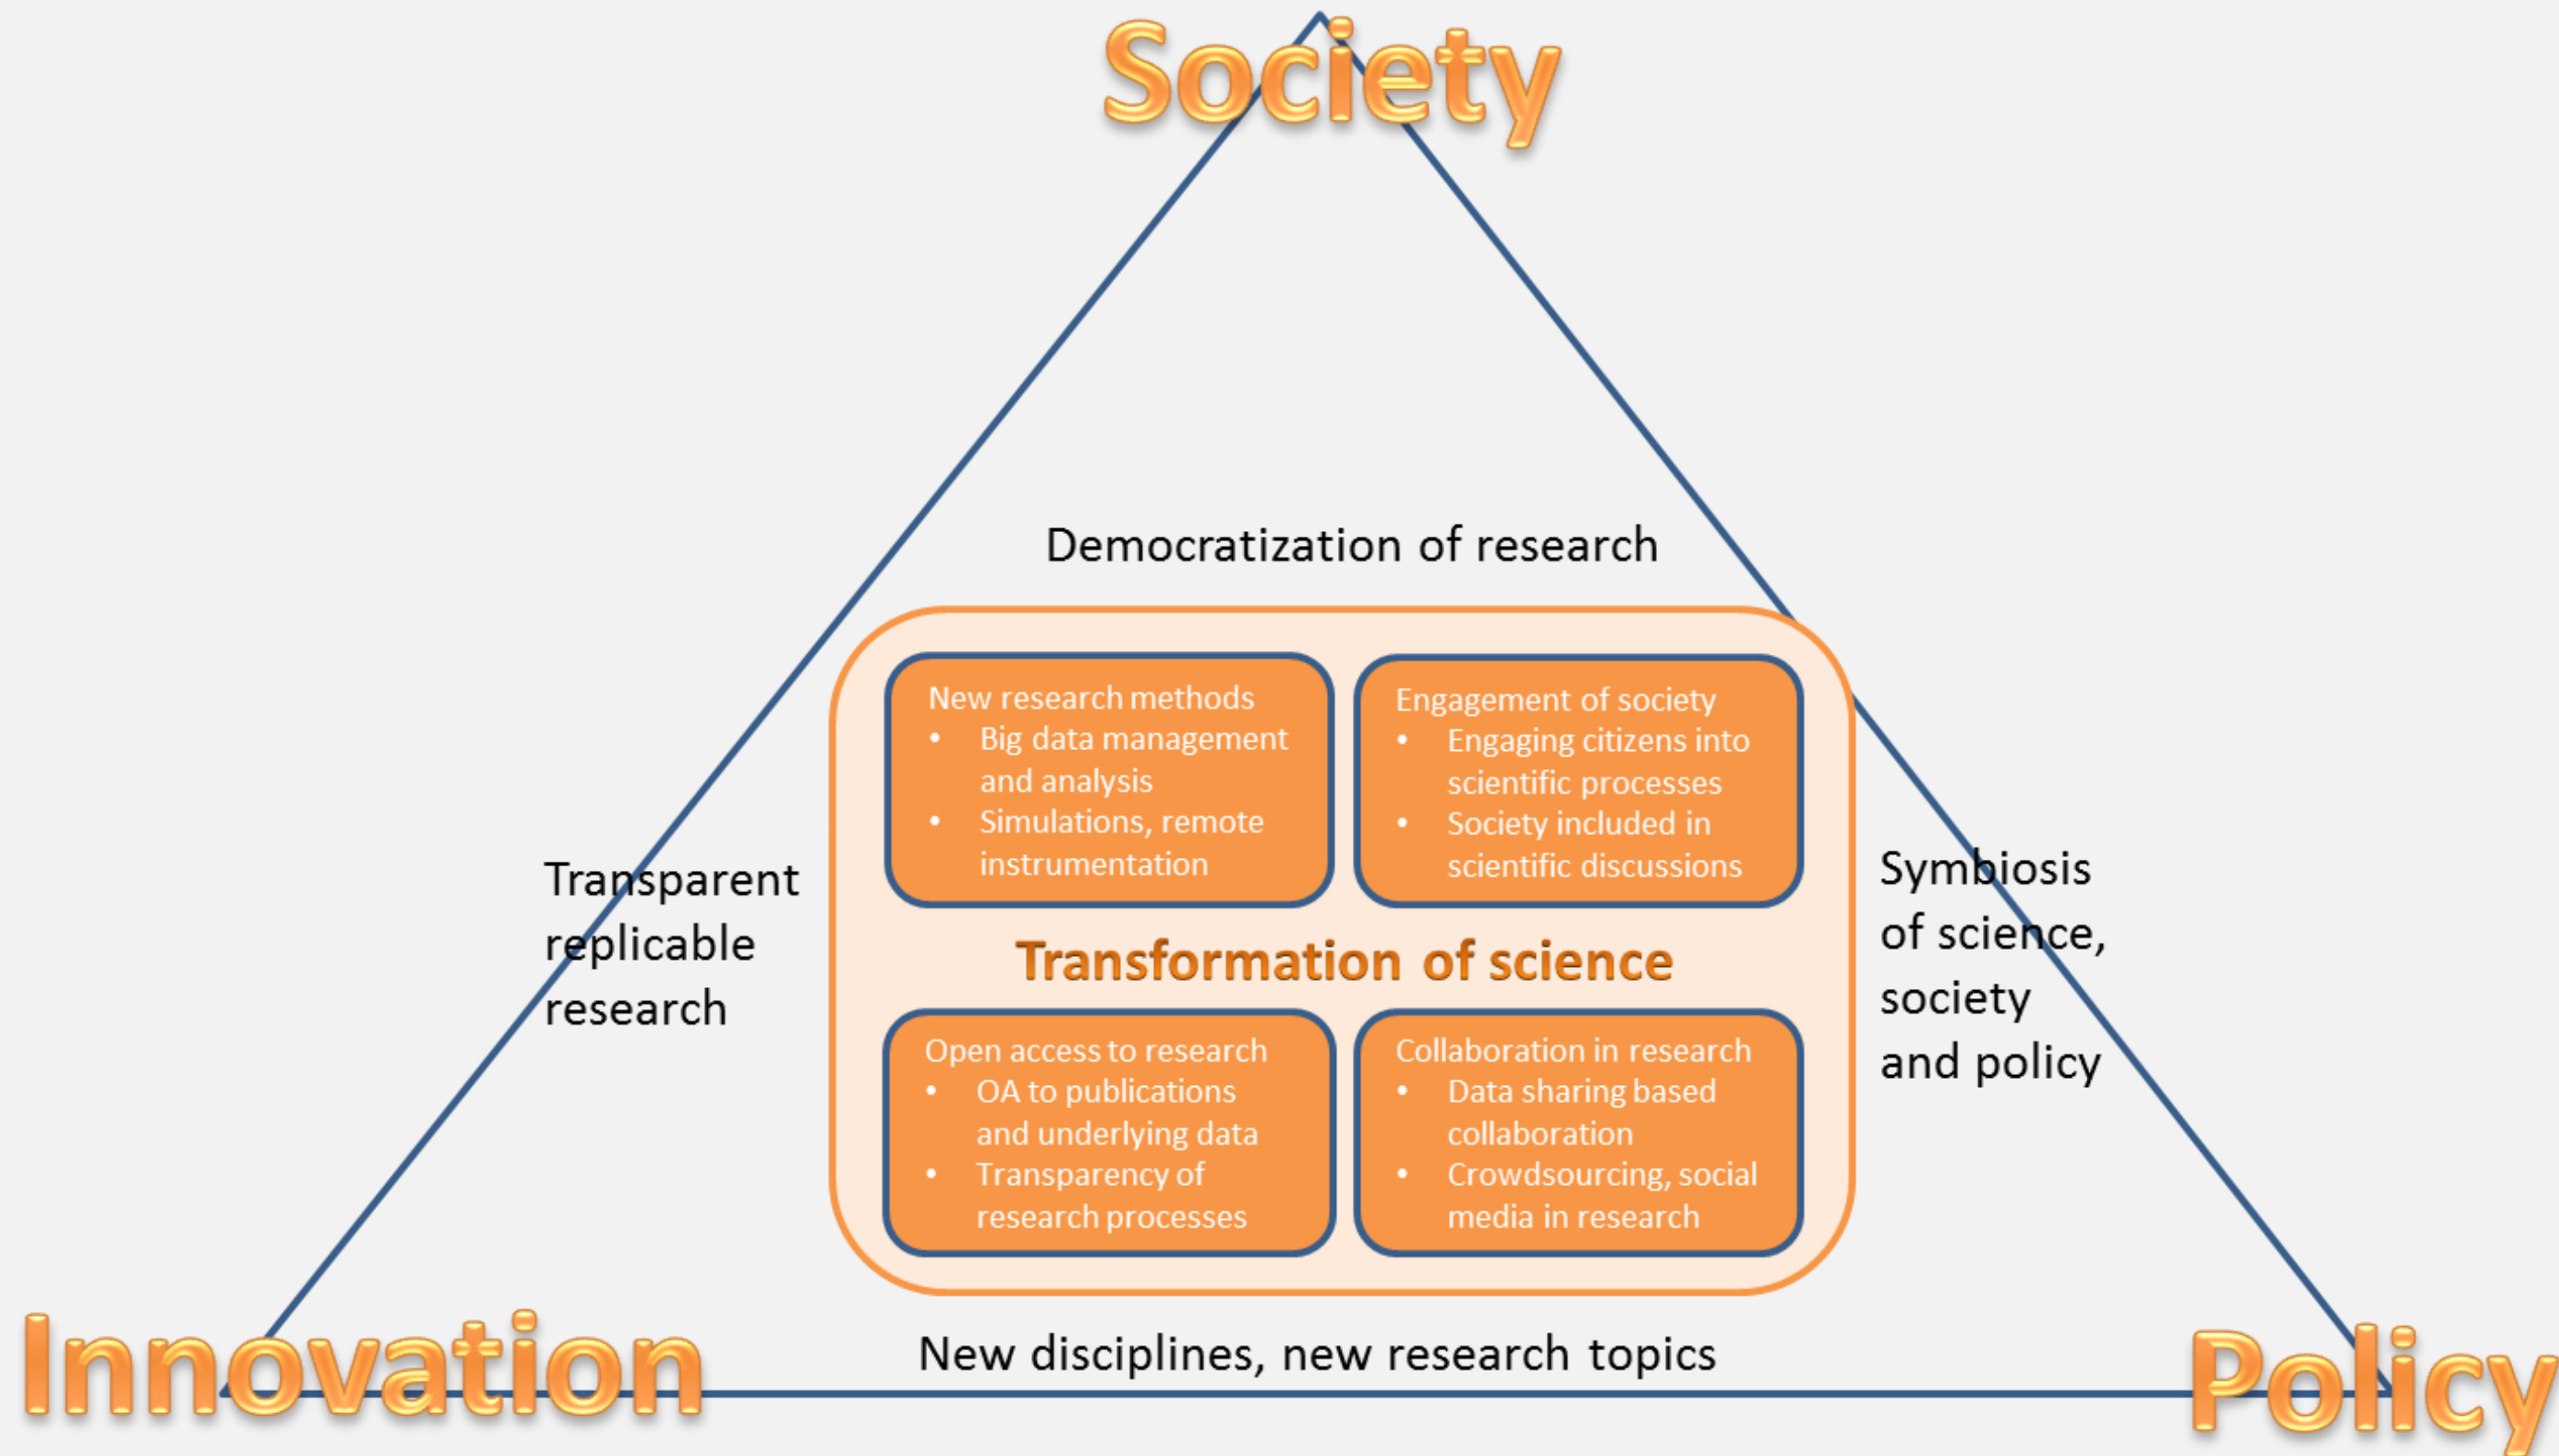 Society
Democratization of research
New research methods
• Big data management
and analysis
• Simulations, remote
instrumentation
Engagement of society
• Engaging citizens into
scientific processes
• Society included in
scientific discussions
Transparent
replicable
research
Transformation of science
Symbiosis
of science,
society
and policy
Open access to research
• OA to publications
and underlying data
• Transparency of
research processes
Collaboration in research
• Data sharing based
collaboration
• Crowdsourcing, social
media in research
Innovation
New disciplines, new research topics
Policy